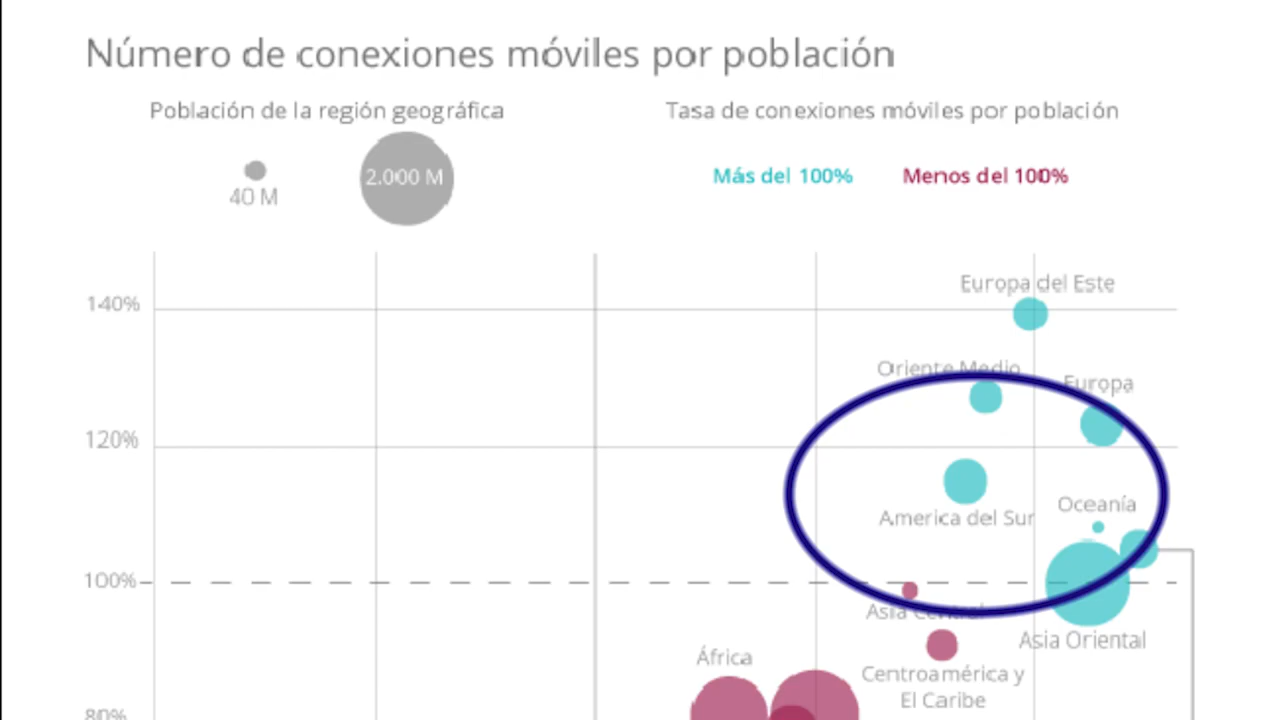 Número de conexiones móviles por población
Población de la región geográfica
Tasa de conexiones móviles por población
40 M
2.000 M
Más del 100%
Menos del 100%
Europa del Este
140%
Oriente Medio
Europa
120%
America del Sur
Oceanía
100%
Asia Central
Asia Oriental
África
Centroamérica y
El Caribe
80%